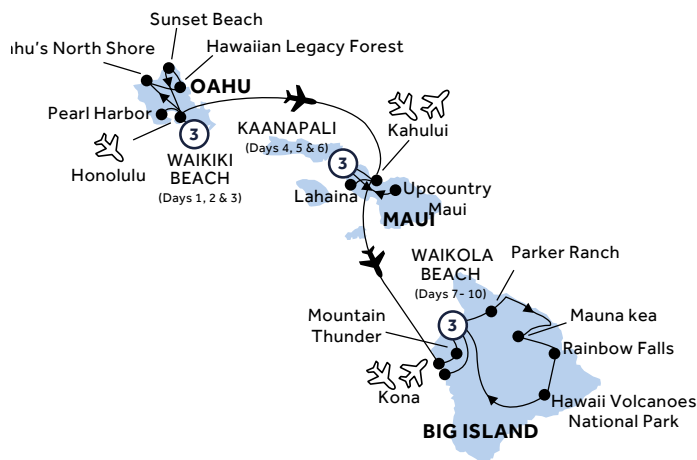 Sunset Beach
hu's North Shore
Hawaiian Legacy Forest
OAHU
Pearl Harbor
3
Honolulu
WAIKIKI
BEACH
(Days 1, 2 & 3)
KAANAPALI
(Days 4, 5 & 6)
3
Kahului
Lahaina
Upcountry
Maui
MAUI
WAIKOLA
BEACH
(Days 7- 10)
3
Parker Ranch
Mountain
Thunder
Mauna kea
Rainbow Falls
Kona
Hawaii Volcanoes
National Park
BIG ISLAND